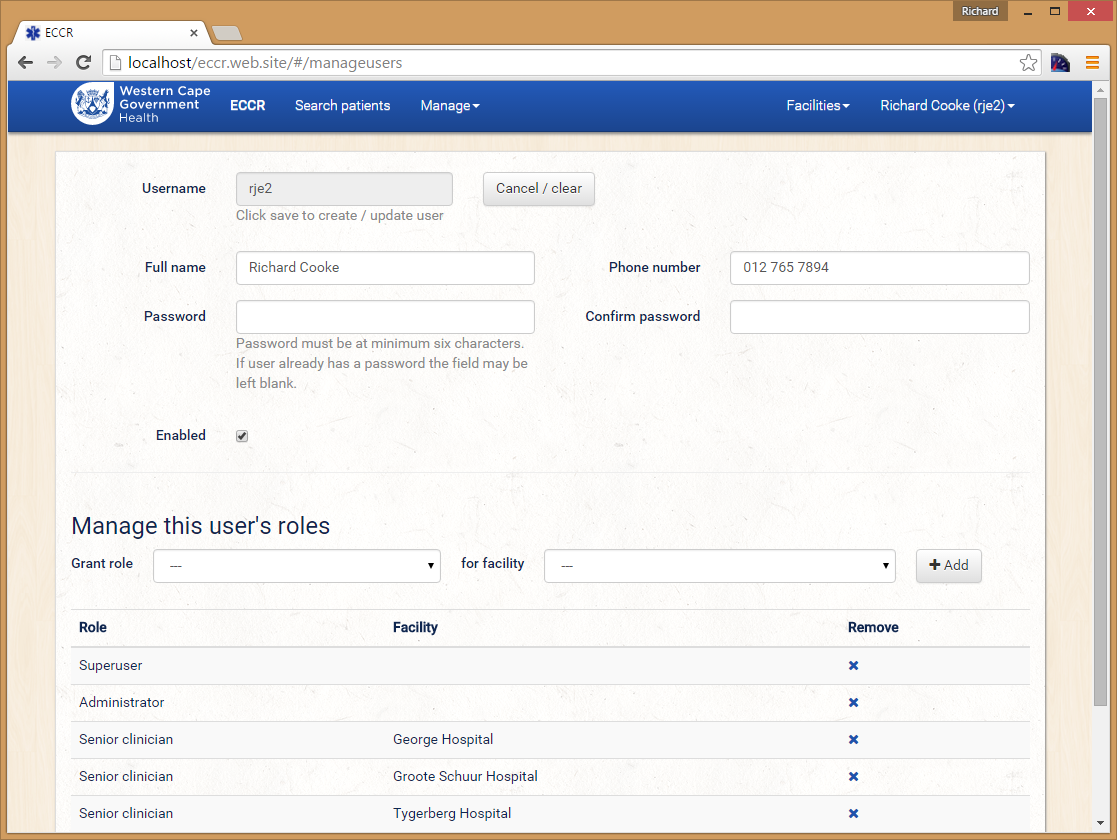 Richard
ECCR
localhost/eccr.web.site/#/manageusers
Western Cape
Government
Health
ECCR Search patients Manage Facilities Richard Cooke (rje2)
Username rje2 Cancel / clear
Click save to create / update user
Full name Richard Cooke Phone number 012 765 7894
Password Confirm password
Password must be at minimum six characters.
If user already has a password the field may be
left blank.
Enabled
Manage this user's roles
Grant role --- for facility --- Add
Role Facility Remove
Superuser
Administrator
Senior clinician George Hospital
Senior clinician Groote Schuur Hospital
Senior clinician Tygerberg Hospital